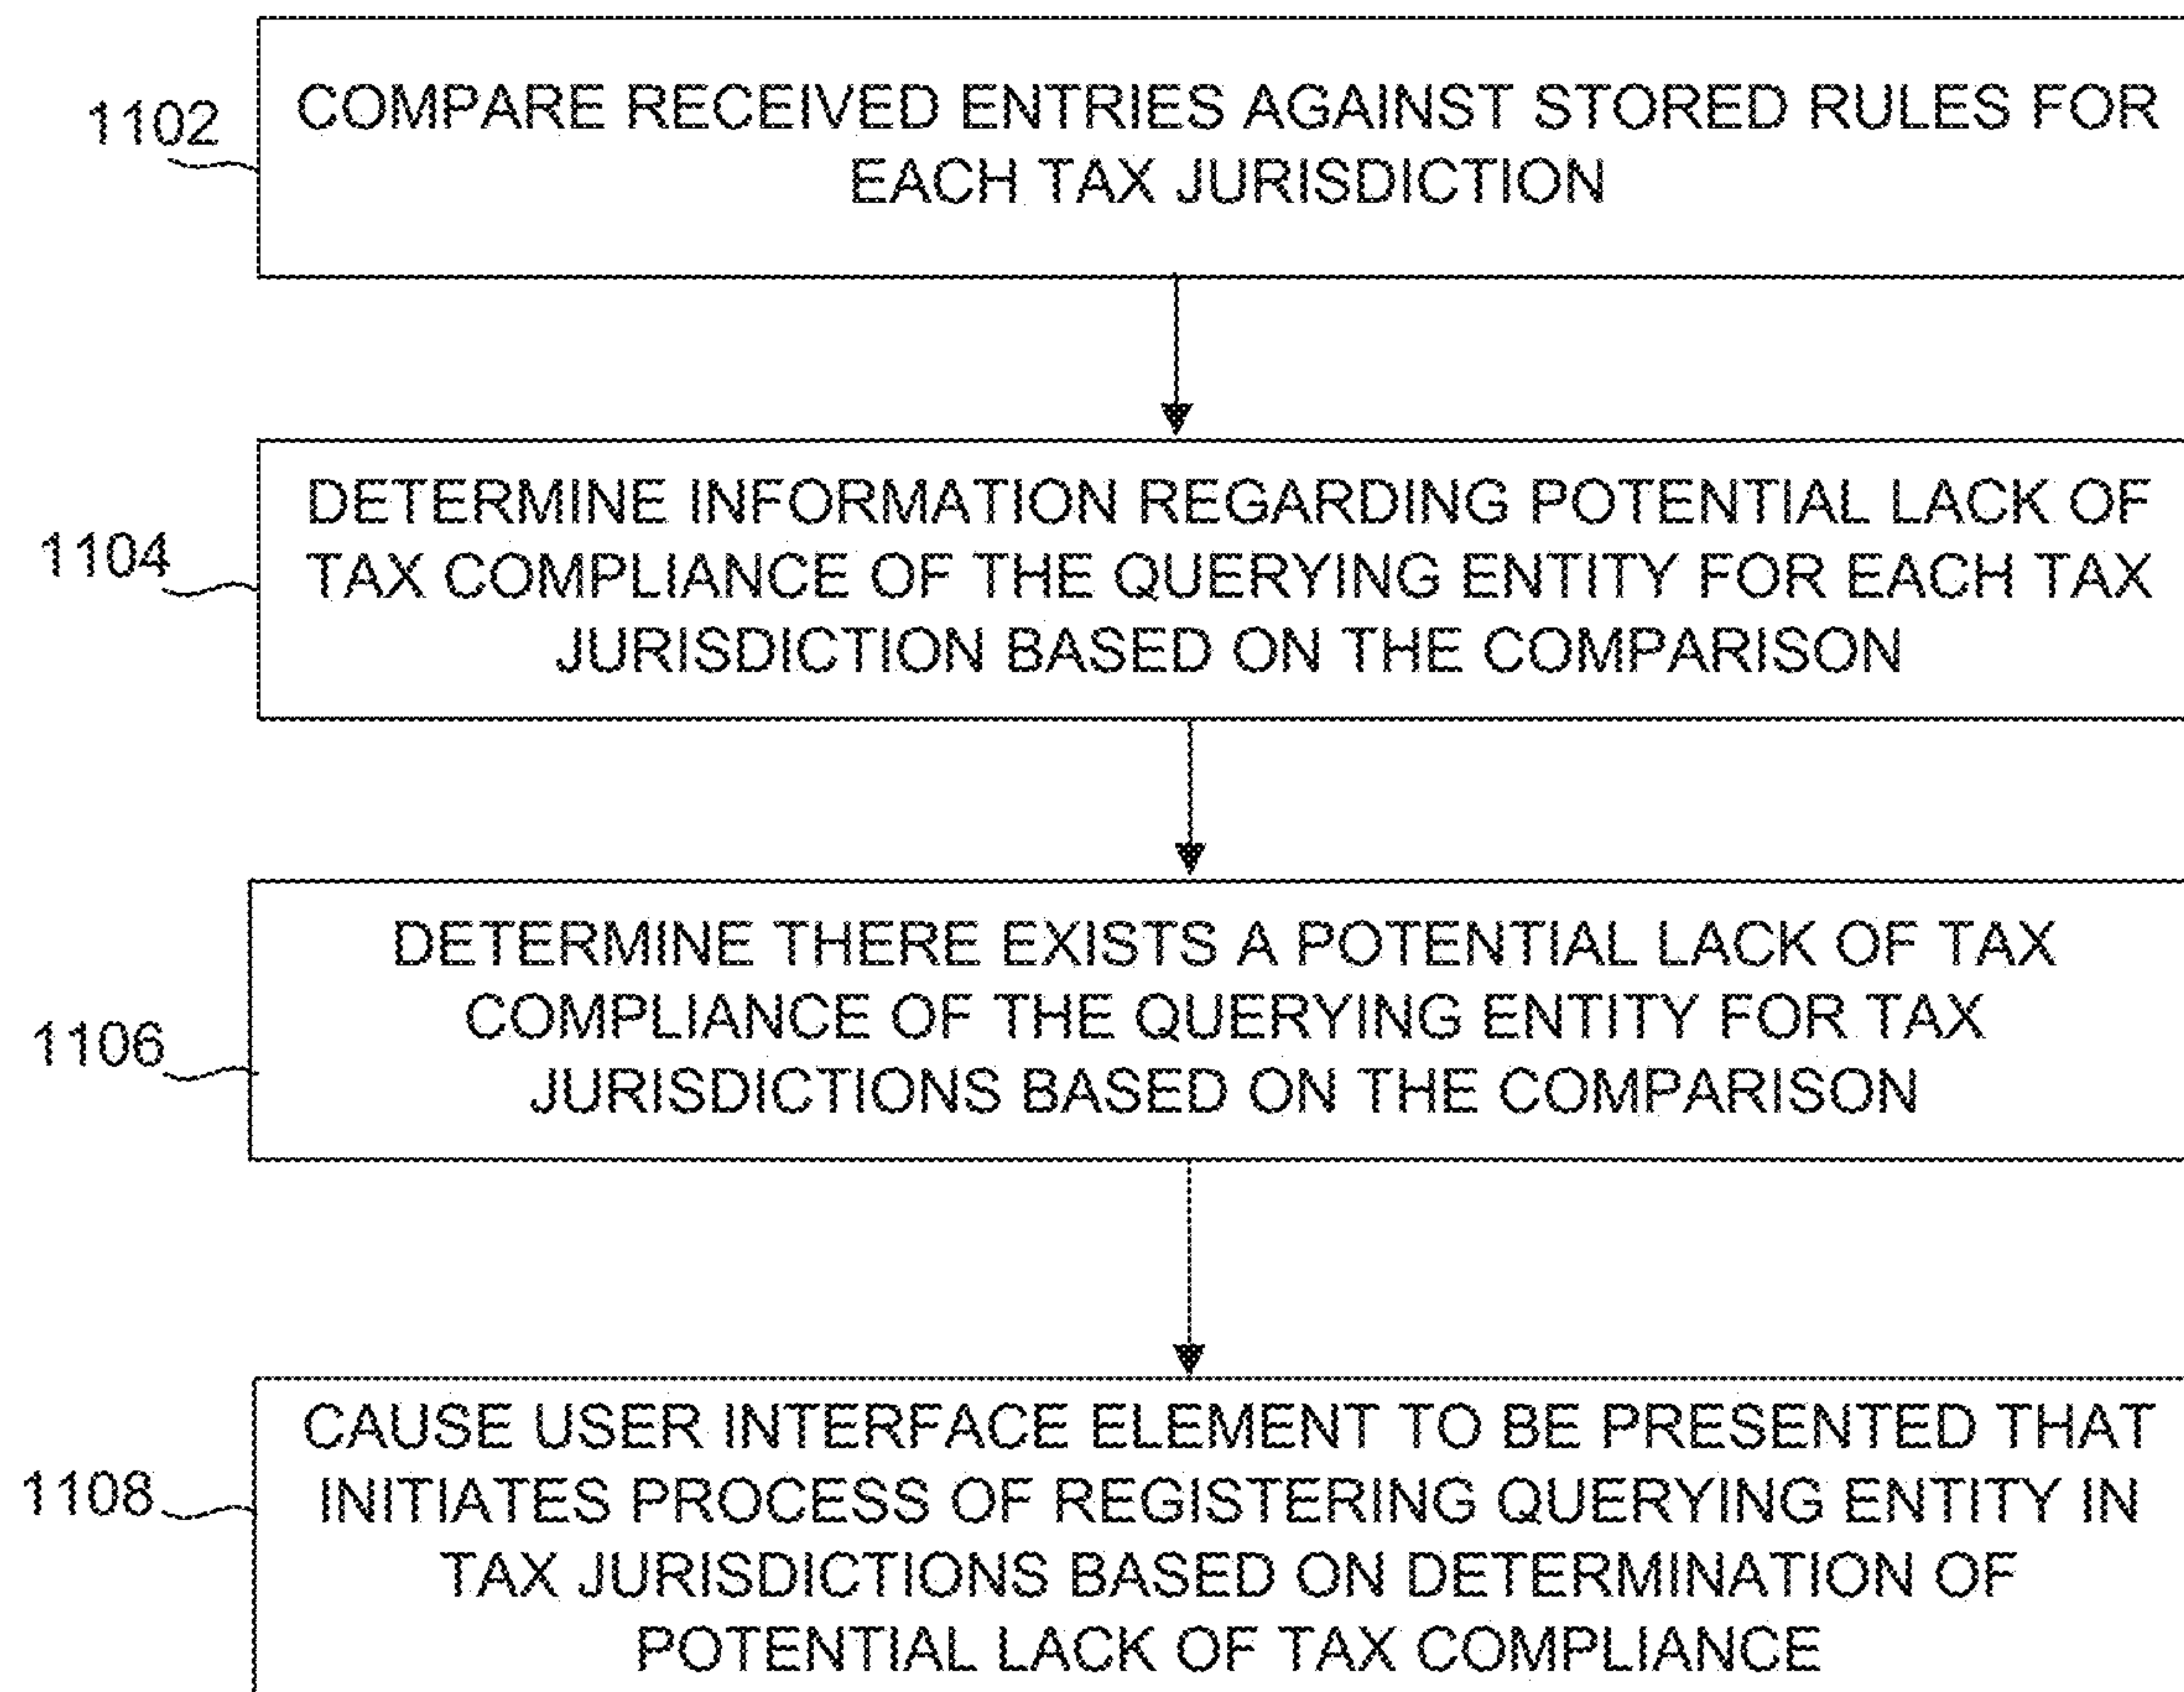 1102
COMPARE RECEIVED ENTRIES AGAINST STORED RULES FOR
EACH TAX JURISDICTION
1104
DETERMINE INFORMATION REGARDING POTENTIAL LACK OF
TAX COMPLIANCE OF THE QUERYING ENTITY FOR EACH TAX
JURISDICTION BASED ON THE COMPARISON
1106
DETERMINE THERE EXISTS A POTENTIAL LACK OF TAX
COMPLIANCE OF THE QUERYING ENTITY FOR TAX
JURISDICTIONS BASED ON THE COMPARISON
1108
CAUSE USER INTERFACE ELEMENT TO BE PRESENTED THAT
INITIATES PROCESS OF REGISTERING QUERYING ENTITY IN
TAX JURISDICTIONS BASED ON DETERMINATION OF
POTENTIAL LACK OF TAX COMPLIANCE